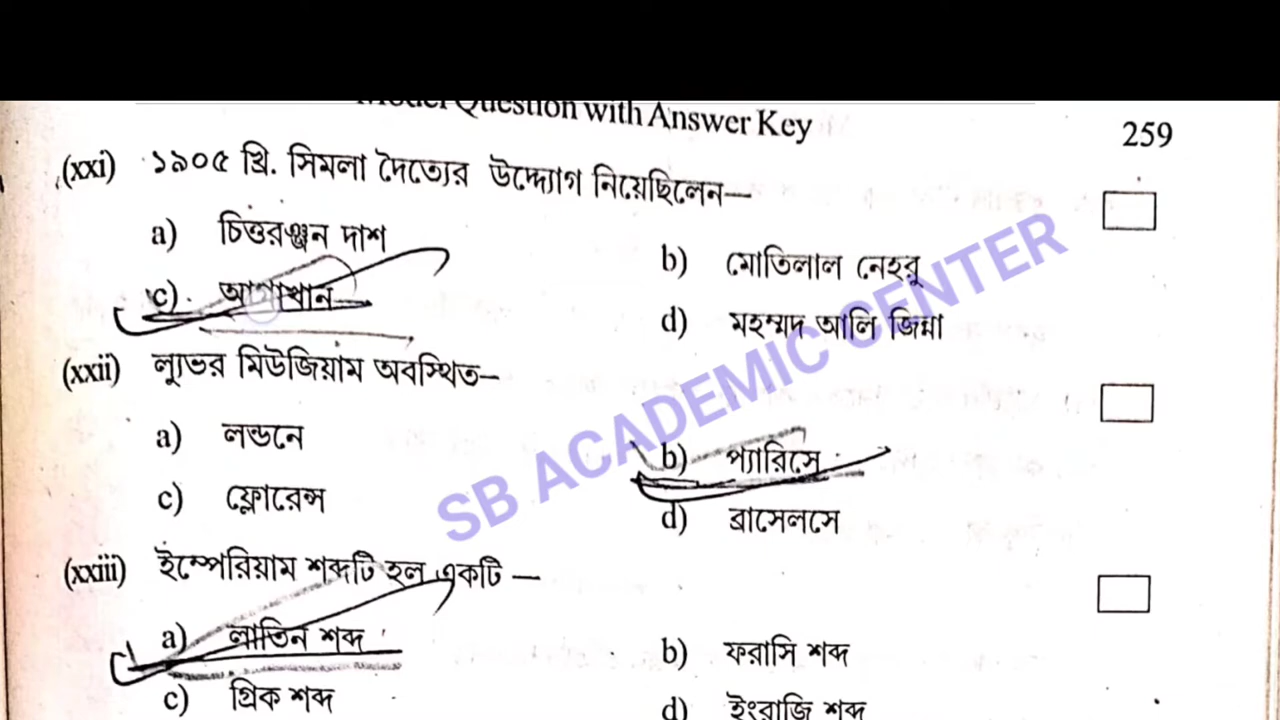 Model Question with Answer Key
259
(xxi) ১৯০৫ খ্রি. সিমলা দৈত্যের উদ্দ্যোগ নিয়েছিলেন—
a) চিত্তরঞ্জন দাশ
b) মোতিলাল নেহরু
c) আগাখান
d) মহম্মদ আলি জিন্না
(xxii) ল্যুভর মিউজিয়াম অবস্থিত—
a) লন্ডনে
b) প্যারিসে
c) ফ্লোরেন্স
d) ব্রাসেলসে
(xxiii) ইম্পেরিয়াম শব্দটি হল একটি —
a) লাতিন শব্দ
b) ফরাসি শব্দ
c) গ্রিক শব্দ
d) ইংরাজি শব্দ
SB ACADEMIC CENTER